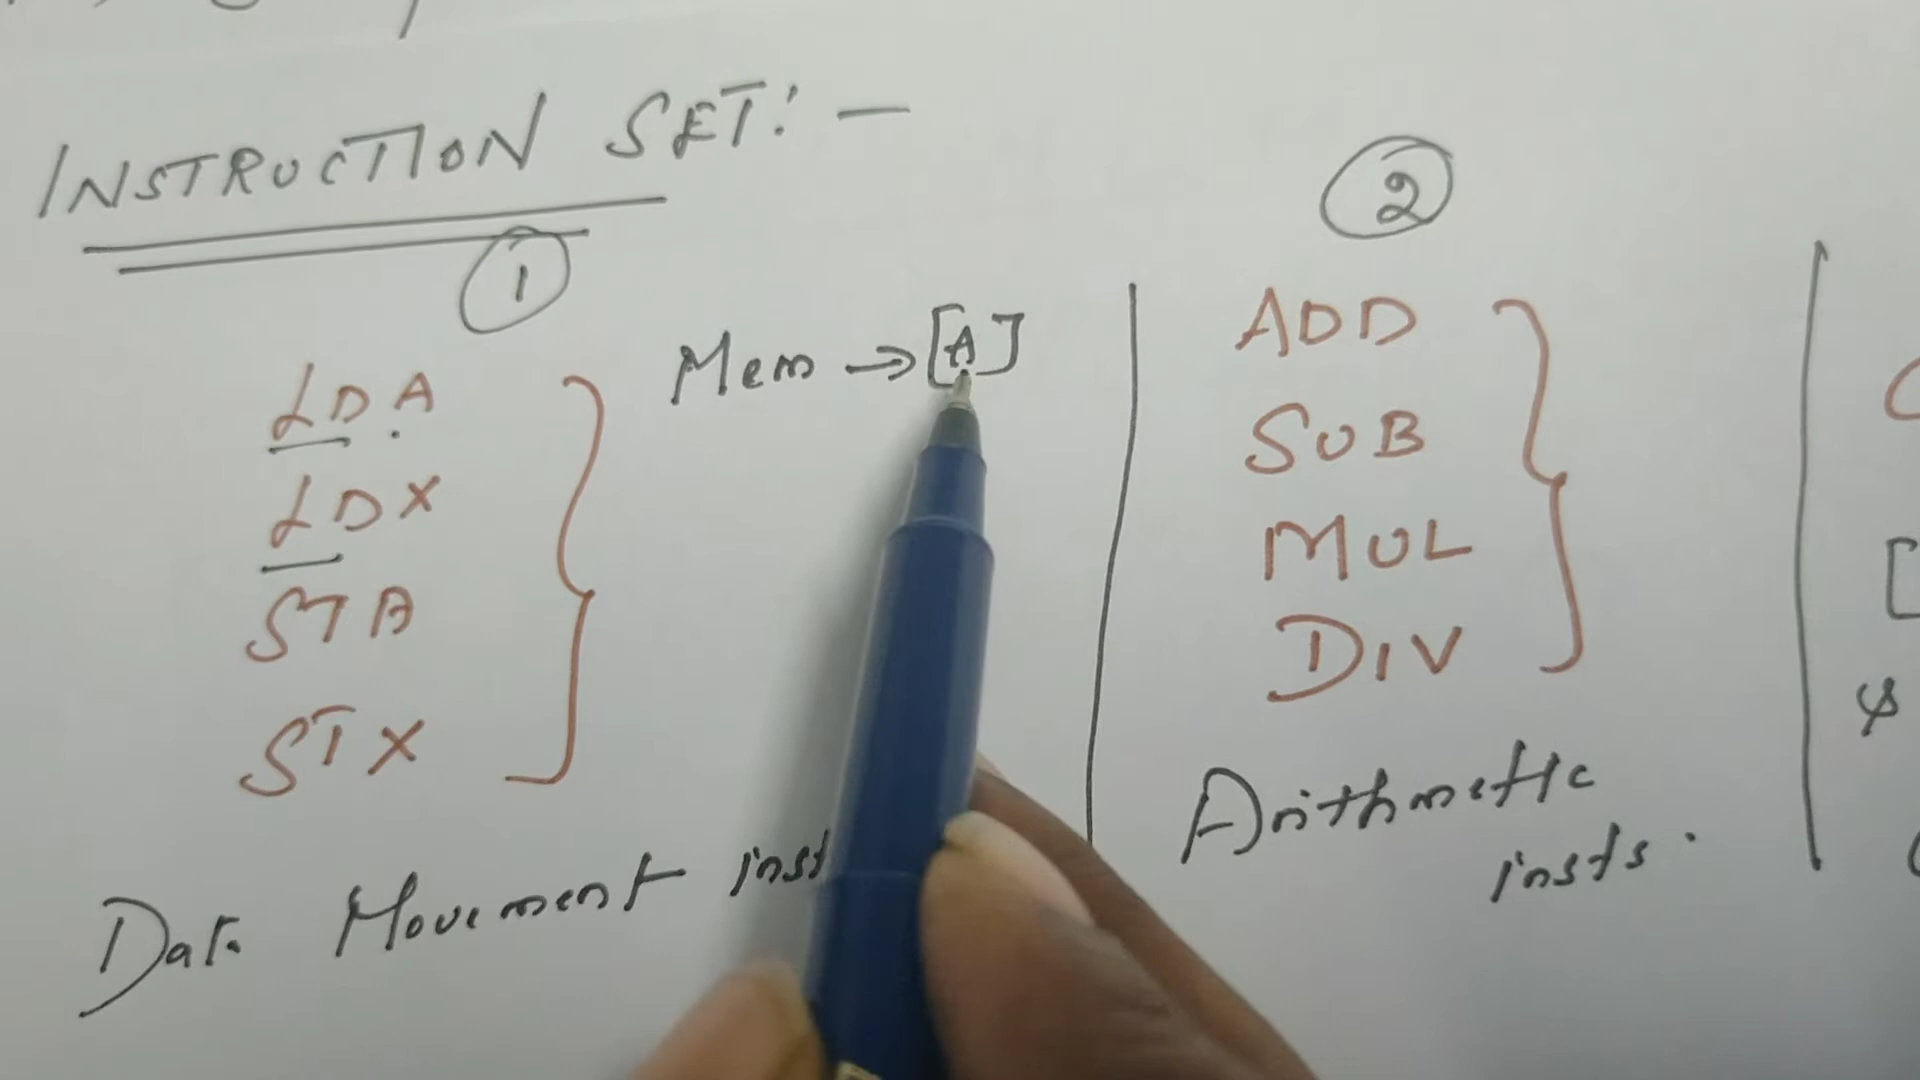 INSTRUCTION SET:-
1
LDA
LDX
STA
STX
Mem → [A]
Data Movement inst
2
ADD
SUB
MUL
DIV
Arithmetic
insts.